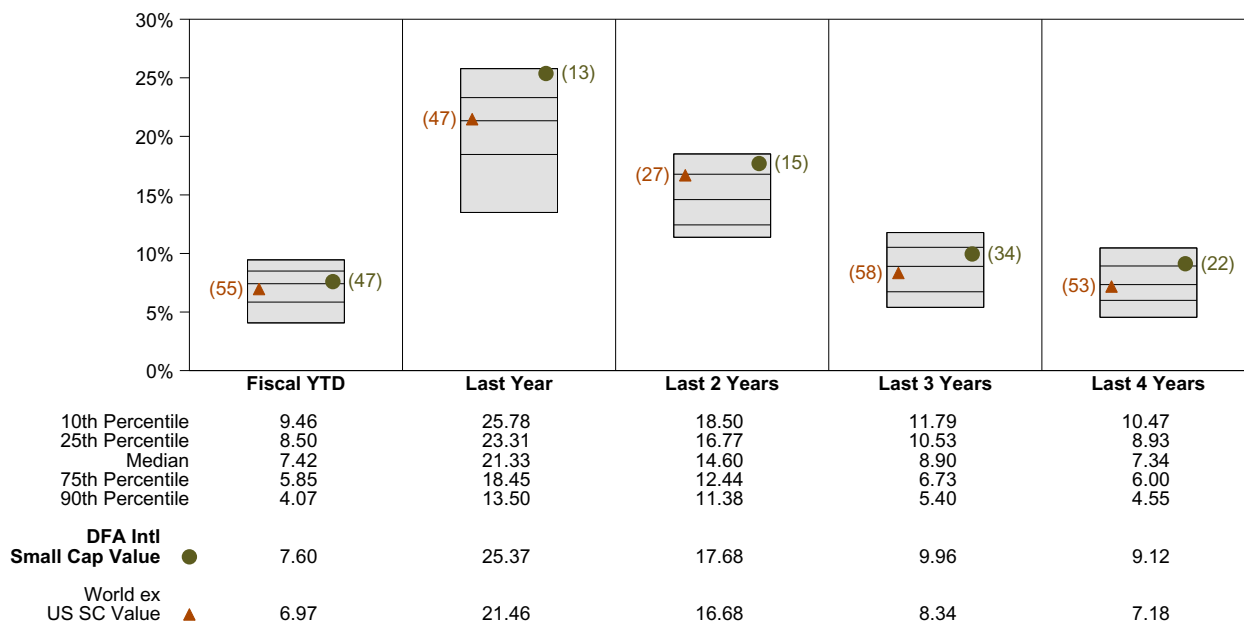 30%
25%
20%
15%
10%
5%
0%
(55)
(47)
(47)
(13)
(27)
(15)
(58)
(34)
(53)
(22)
Fiscal YTD Last Year Last 2 Years Last 3 Years Last 4 Years
10th Percentile 9.46 25.78 18.50 11.79 10.47
25th Percentile 8.50 23.31 16.77 10.53 8.93
Median 7.42 21.33 14.60 8.90 7.34
75th Percentile 5.85 18.45 12.44 6.73 6.00
90th Percentile 4.07 13.50 11.38 5.40 4.55
DFA Intl
Small Cap Value 7.60 25.37 17.68 9.96 9.12
World ex
US SC Value 6.97 21.46 16.68 8.34 7.18